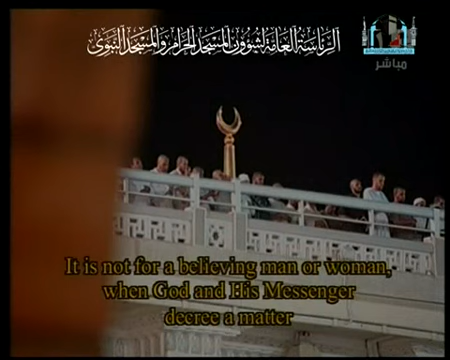 الرئاسة العامة لشؤون المسجد الحرام والمسجد النبوي
مباشر
It is not for a believing man or woman,
when God and His Messenger
decree a matter